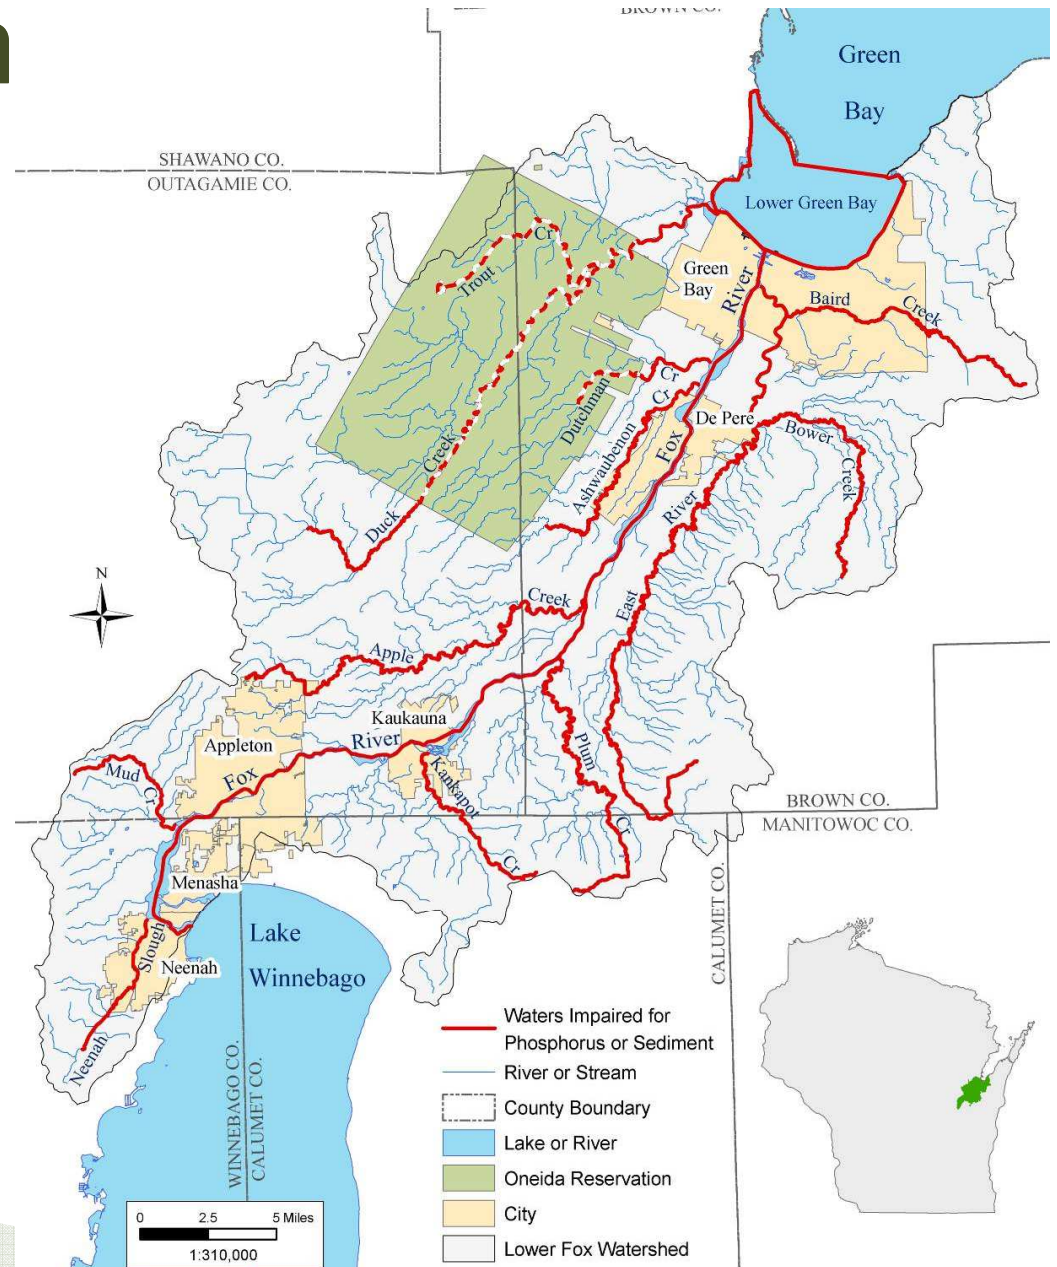 BROWN CO.
Green
Bay
SHAWANO CO.
OUTAGAMIE CO.
Lower Green Bay
Cr
Trout
Green
Bay
River
Baird
Creek
Cr
Dutchman
Cr
De Pere
Ashwaubenon
Fox
Bower
Creek
Creek
Duck
River
N
East
Creek
Apple
Kaukauna
River
Appleton
Fox
Plum
Mud
Cr
Kankapot
Cr
Cr
BROWN CO.
MANITOWOC CO.
Menasha
CALUMET CO.
Slough
Neenah
Neenah
Lake
Winnebago
WINNEBAGO CO.
CALUMET CO.
Waters Impaired for
Phosphorus or Sediment
River or Stream
County Boundary
Lake or River
Oneida Reservation
City
Lower Fox Watershed
0 2.5 5 Miles
1:310,000